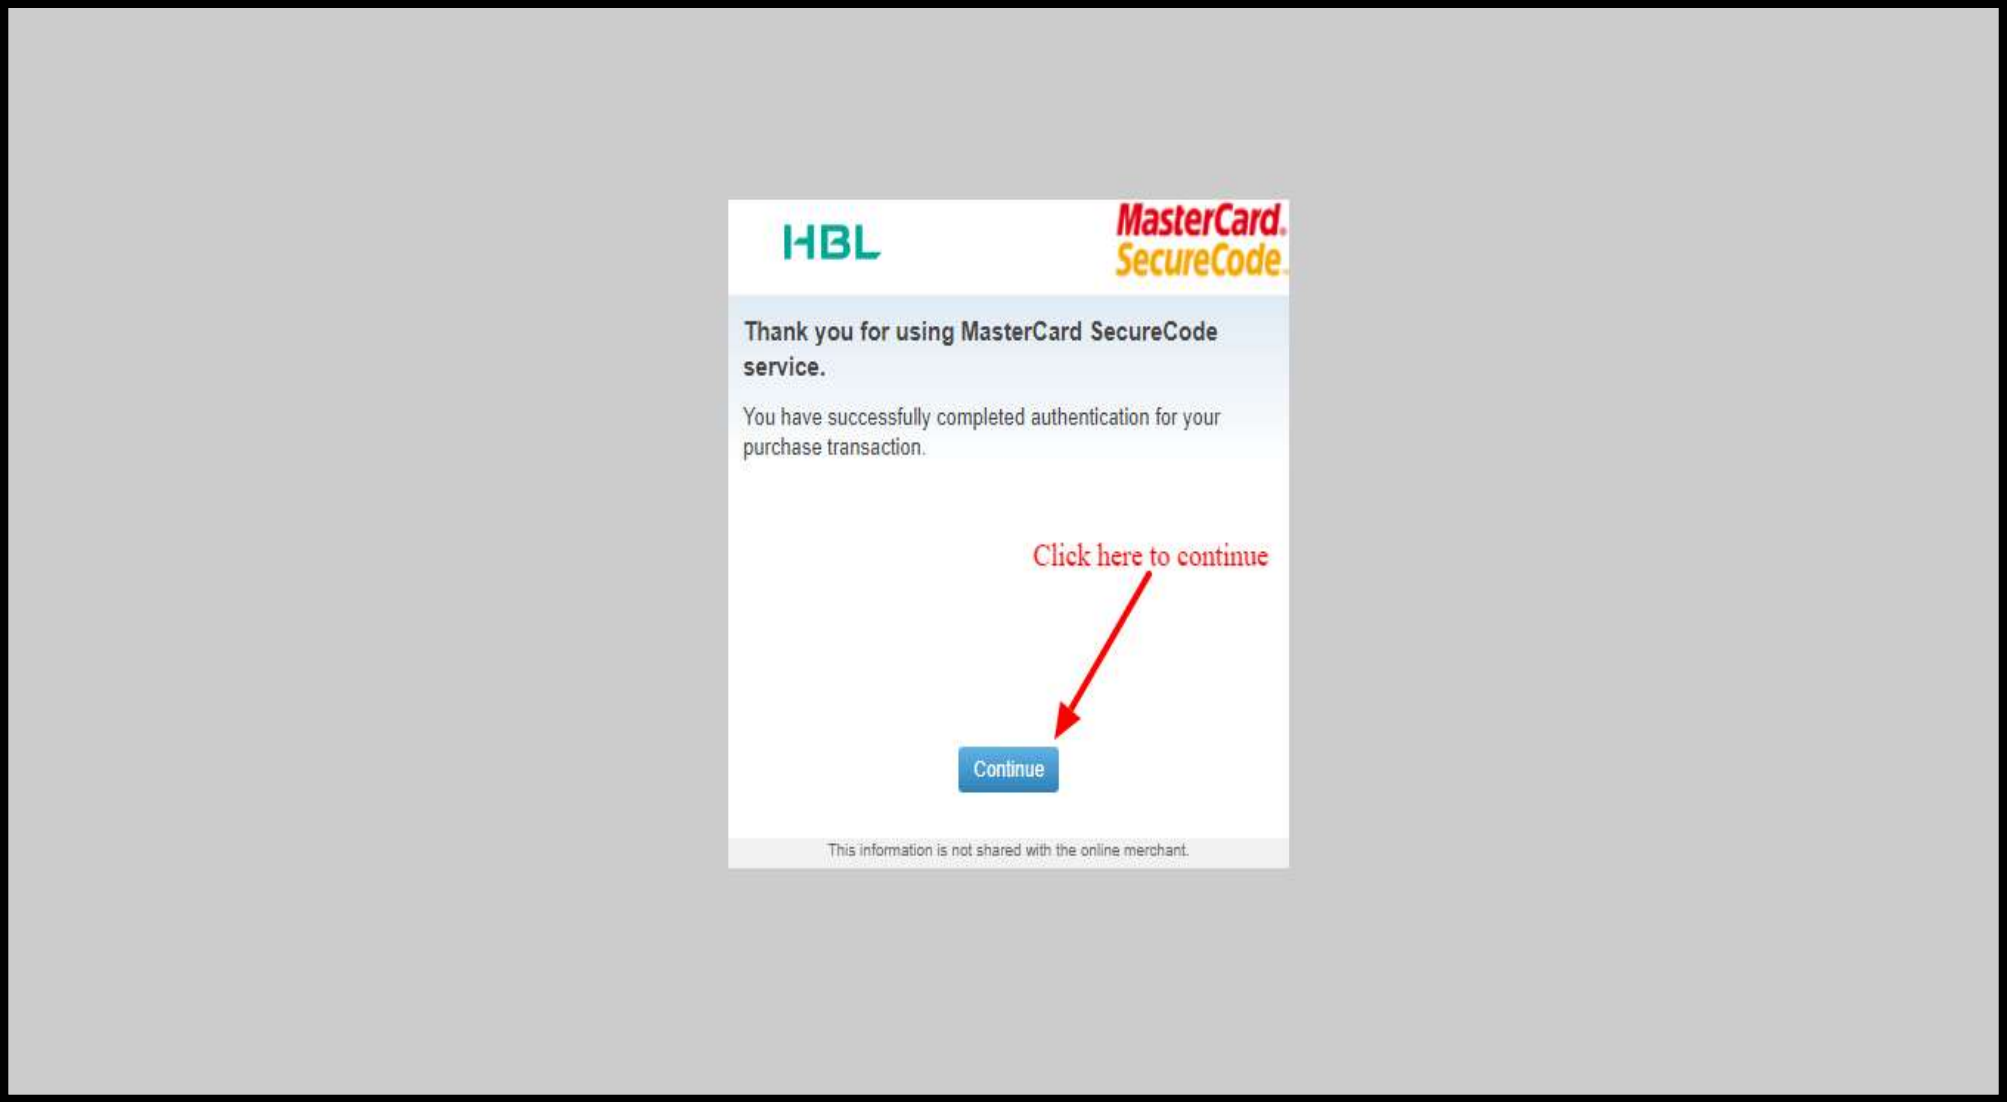 HBL
MasterCard.
SecureCode.
Thank you for using MasterCard SecureCode
service.
You have successfully completed authentication for your
purchase transaction.
Click here to continue
Continue
This information is not shared with the online merchant.